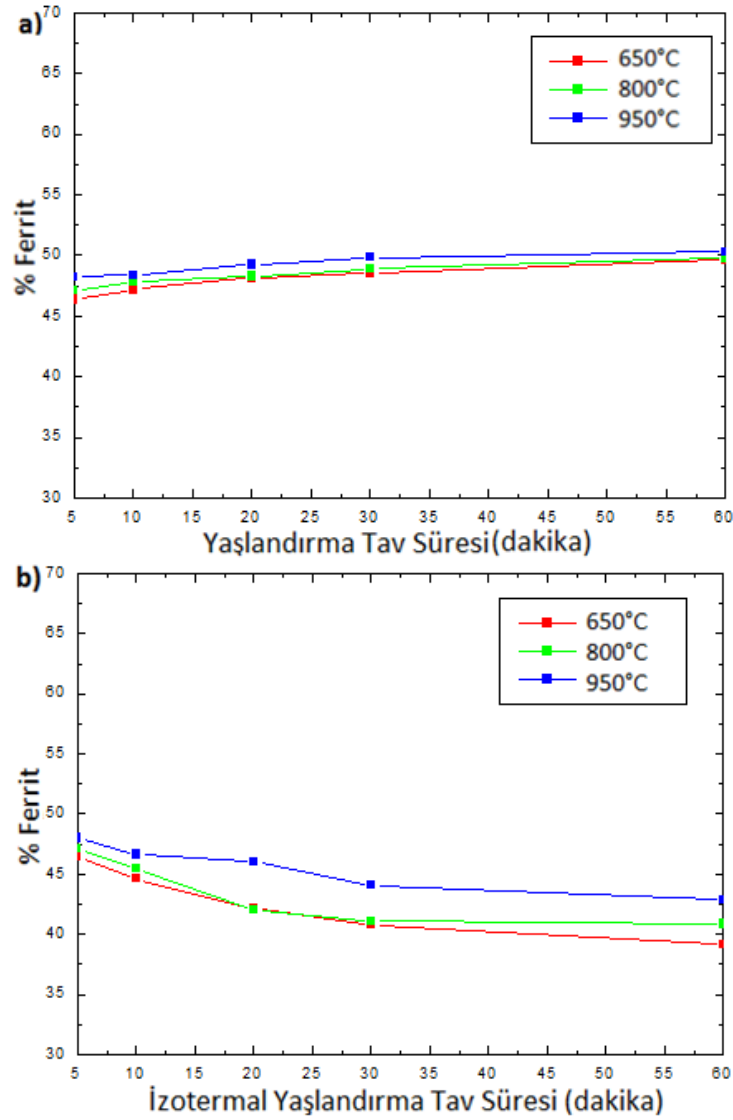 a)
70
65
60
55
50
45
40
35
30
% Ferrit
650°C
800°C
950°C
5 10 15 20 25 30 35 40 45 50 55 60
Yaşlandırma Tav Süresi(dakika)
b)
70
65
60
55
50
45
40
35
30
% Ferrit
650°C
800°C
950°C
5 10 15 20 25 30 35 40 45 50 55 60
İzotermal Yaşlandırma Tav Süresi (dakika)